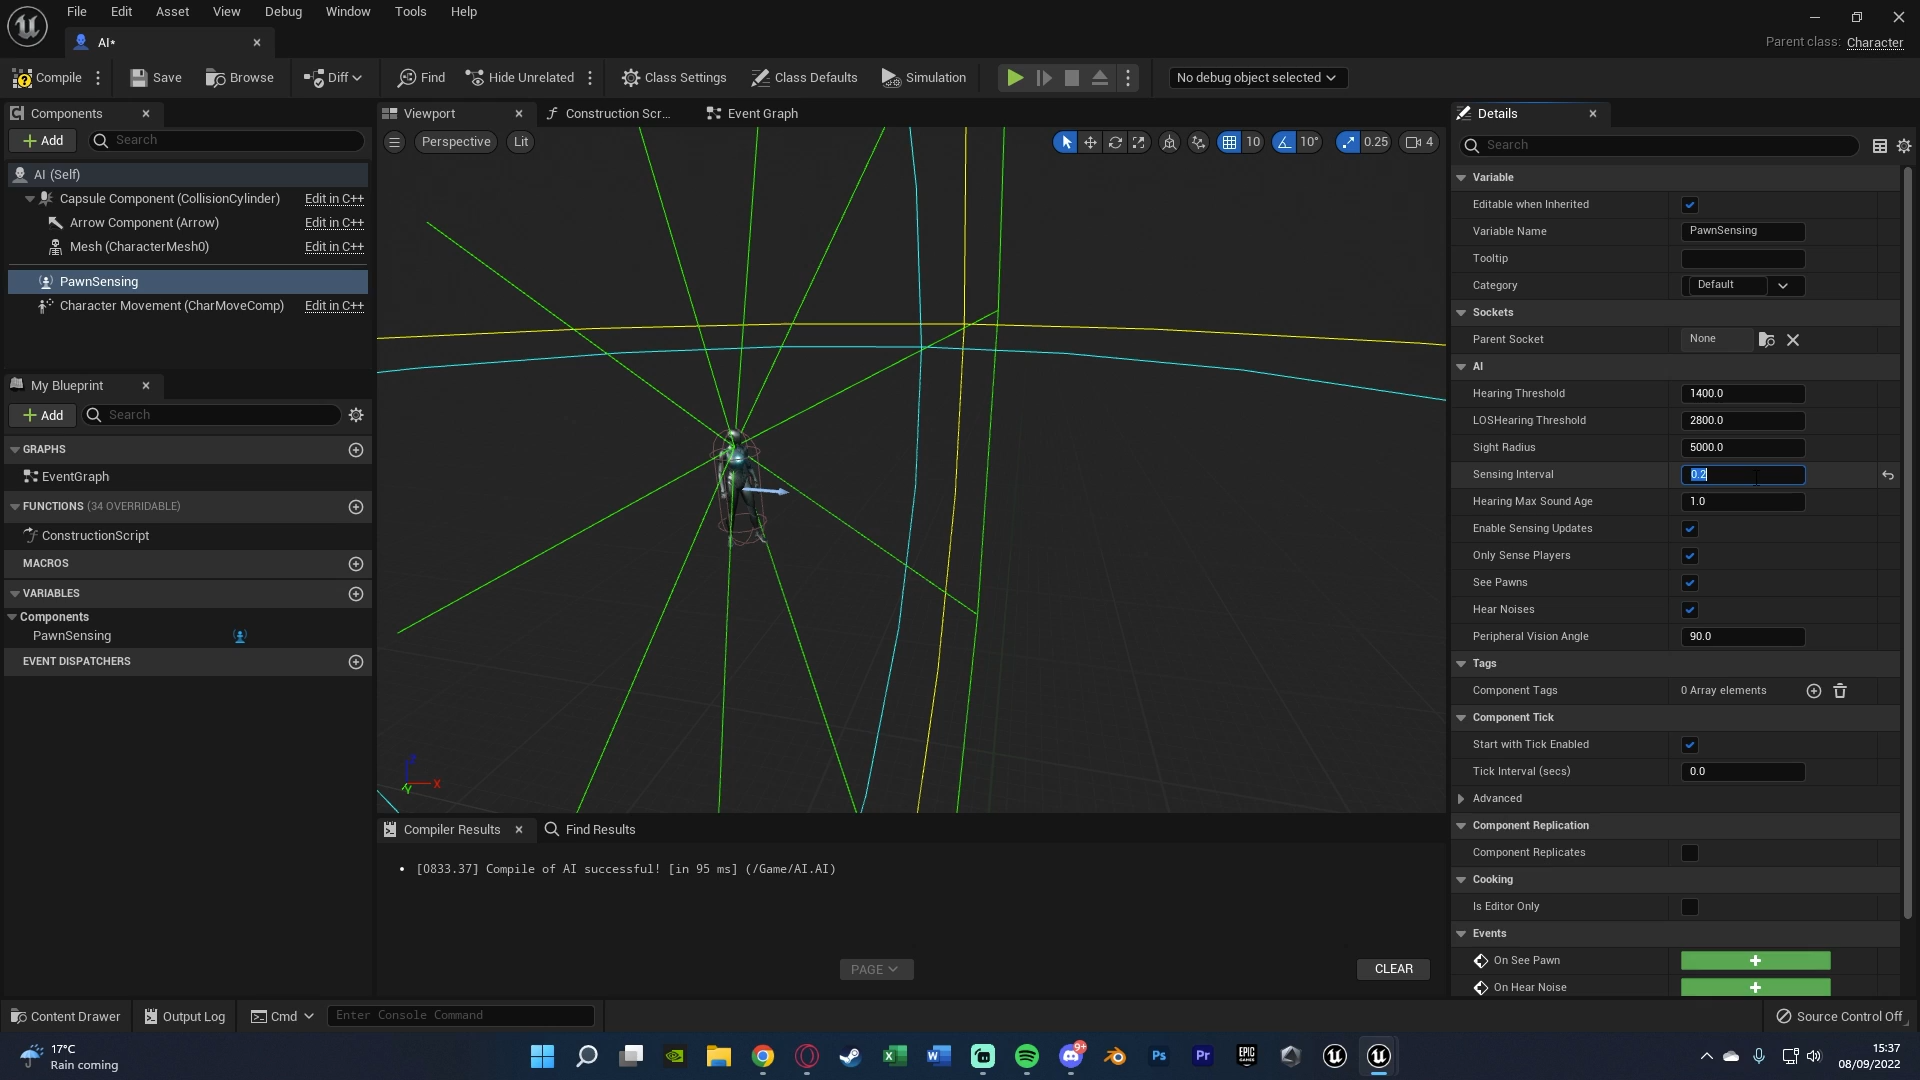 File Edit Asset View Debug Window Tools Help
AI*
Parent class: Character
Compile Save Browse Diff Find Hide Unrelated Class Settings Class Defaults Simulation No debug object selected
Components
Add Search
AI (Self)
Capsule Component (CollisionCylinder) Edit in C++
Arrow Component (Arrow) Edit in C++
Mesh (CharacterMesh0) Edit in C++
PawnSensing
Character Movement (CharMoveComp) Edit in C++
My Blueprint
Add Search
GRAPHS
EventGraph
FUNCTIONS (34 OVERRIDABLE)
ConstructionScript
MACROS
VARIABLES
Components
PawnSensing
EVENT DISPATCHERS
Viewport Construction Scr... Event Graph
Perspective Lit 10 10° 0.25 4
Z
X
Y
Compiler Results Find Results
[0833.37] Compile of AI successful! [in 95 ms] (/Game/AI.AI)
PAGE CLEAR
Details
Search
Variable
Editable when Inherited
Variable Name PawnSensing
Tooltip
Category Default
Sockets
Parent Socket None
AI
Hearing Threshold 1400.0
LOSHearing Threshold 2800.0
Sight Radius 5000.0
Sensing Interval 0.2
Hearing Max Sound Age 1.0
Enable Sensing Updates
Only Sense Players
See Pawns
Hear Noises
Peripheral Vision Angle 90.0
Tags
Component Tags 0 Array elements
Component Tick
Start with Tick Enabled
Tick Interval (secs) 0.0
Advanced
Component Replication
Component Replicates
Cooking
Is Editor Only
Events
On See Pawn
On Hear Noise
Content Drawer Output Log Cmd Enter Console Command Source Control Off
17°C
Rain coming
9+
X W Ps Pr EPIC GAMES
15:37
08/09/2022